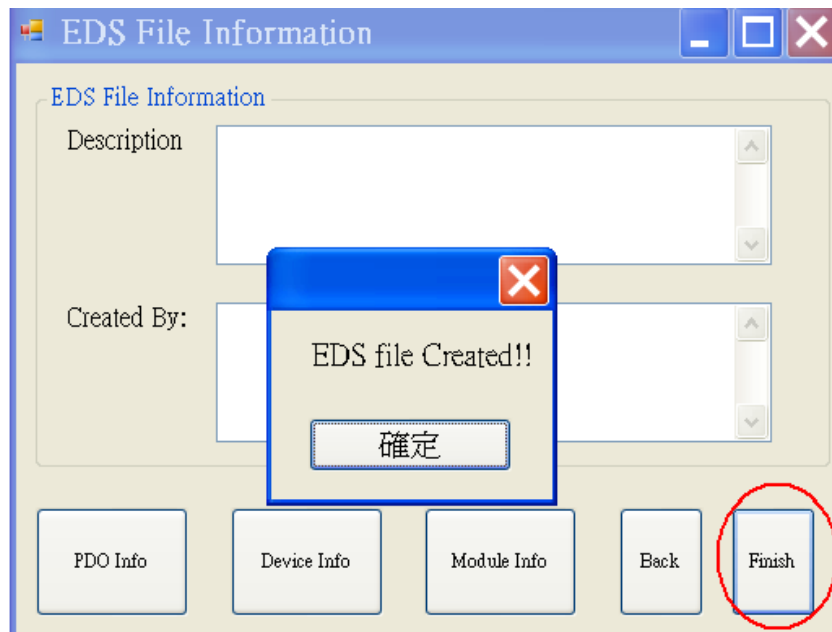 EDS File Information
EDS File Information
Description
Created By:
EDS file Created!!
確定
PDO Info
Device Info
Module Info
Back
Finish